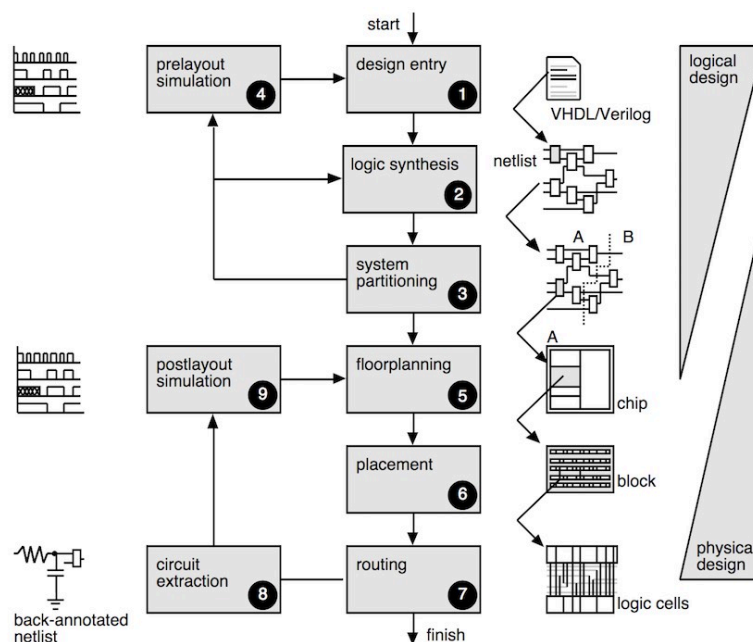 start
prelayout
simulation
4
design entry
1
VHDL/Verilog
logical
design
logic synthesis
2
netlist
system
partitioning
3
A
B
postlayout
simulation
9
floorplanning
5
A
chip
placement
6
block
circuit
extraction
8
routing
7
logic cells
physical
design
back-annotated
netlist
finish